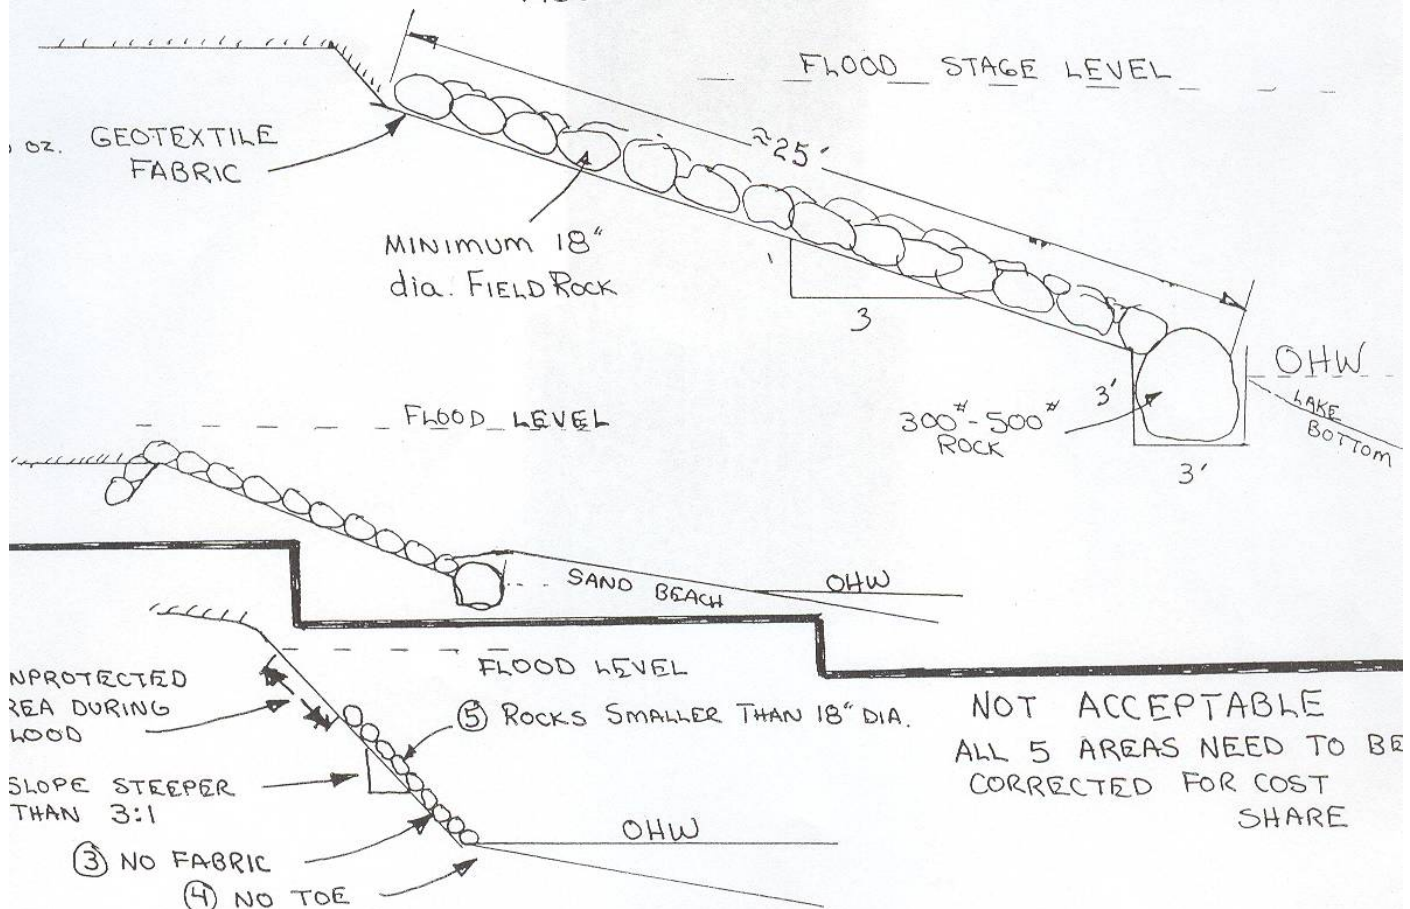 FLOOD STAGE LEVEL
OZ. GEOTEXTILE
FABRIC
≈25'
MINIMUM 18"
dia. FIELD ROCK
1
3
OHW
LAKE
BOTTOM
300# - 500#
ROCK
3'
3'
FLOOD LEVEL
SAND BEACH
OHW
FLOOD LEVEL
NPROTECTED
REA DURING
LOOD
⑤ ROCKS SMALLER THAN 18" DIA.
SLOPE STEEPER
THAN 3:1
③ NO FABRIC
④ NO TOE
OHW
NOT ACCEPTABLE
ALL 5 AREAS NEED TO BE
CORRECTED FOR COST
SHARE